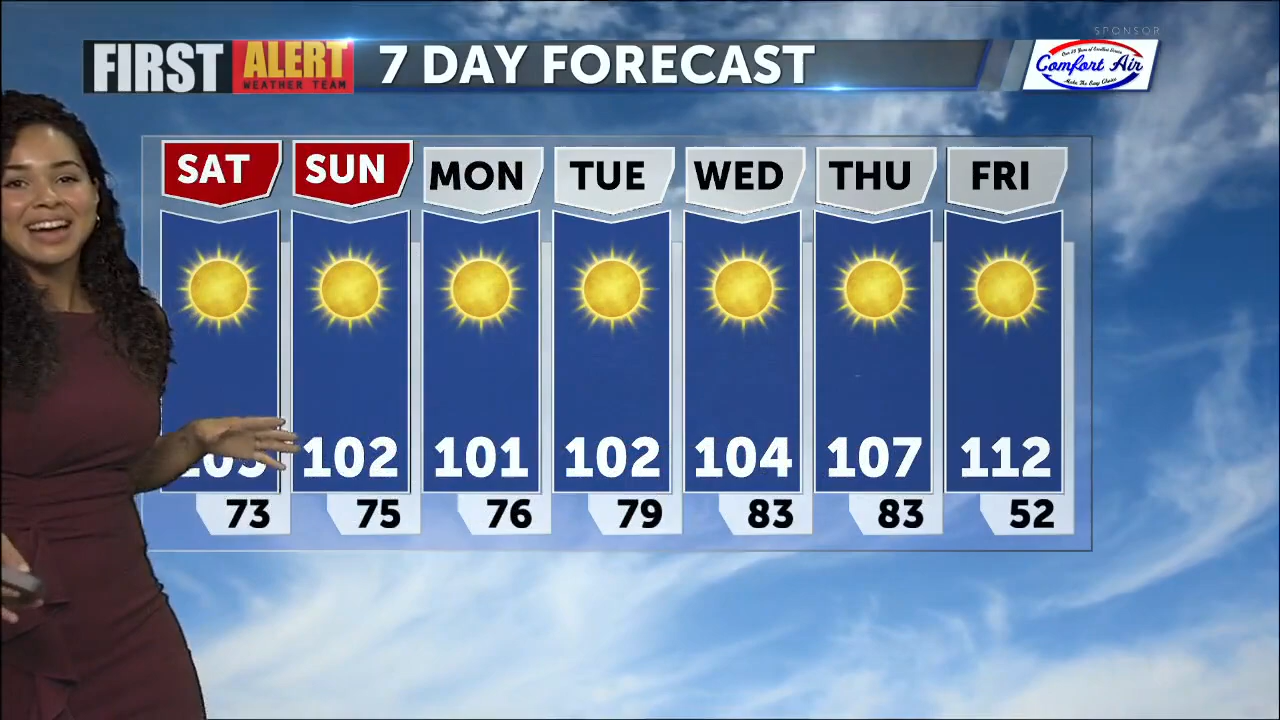 SPONSOR
FIRST ALERT 7 DAY FORECAST
WEATHER TEAM
Comfort Air
SAT SUN MON TUE WED THU FRI
102 101 102 104 107 112
73 75 76 79 83 83 52